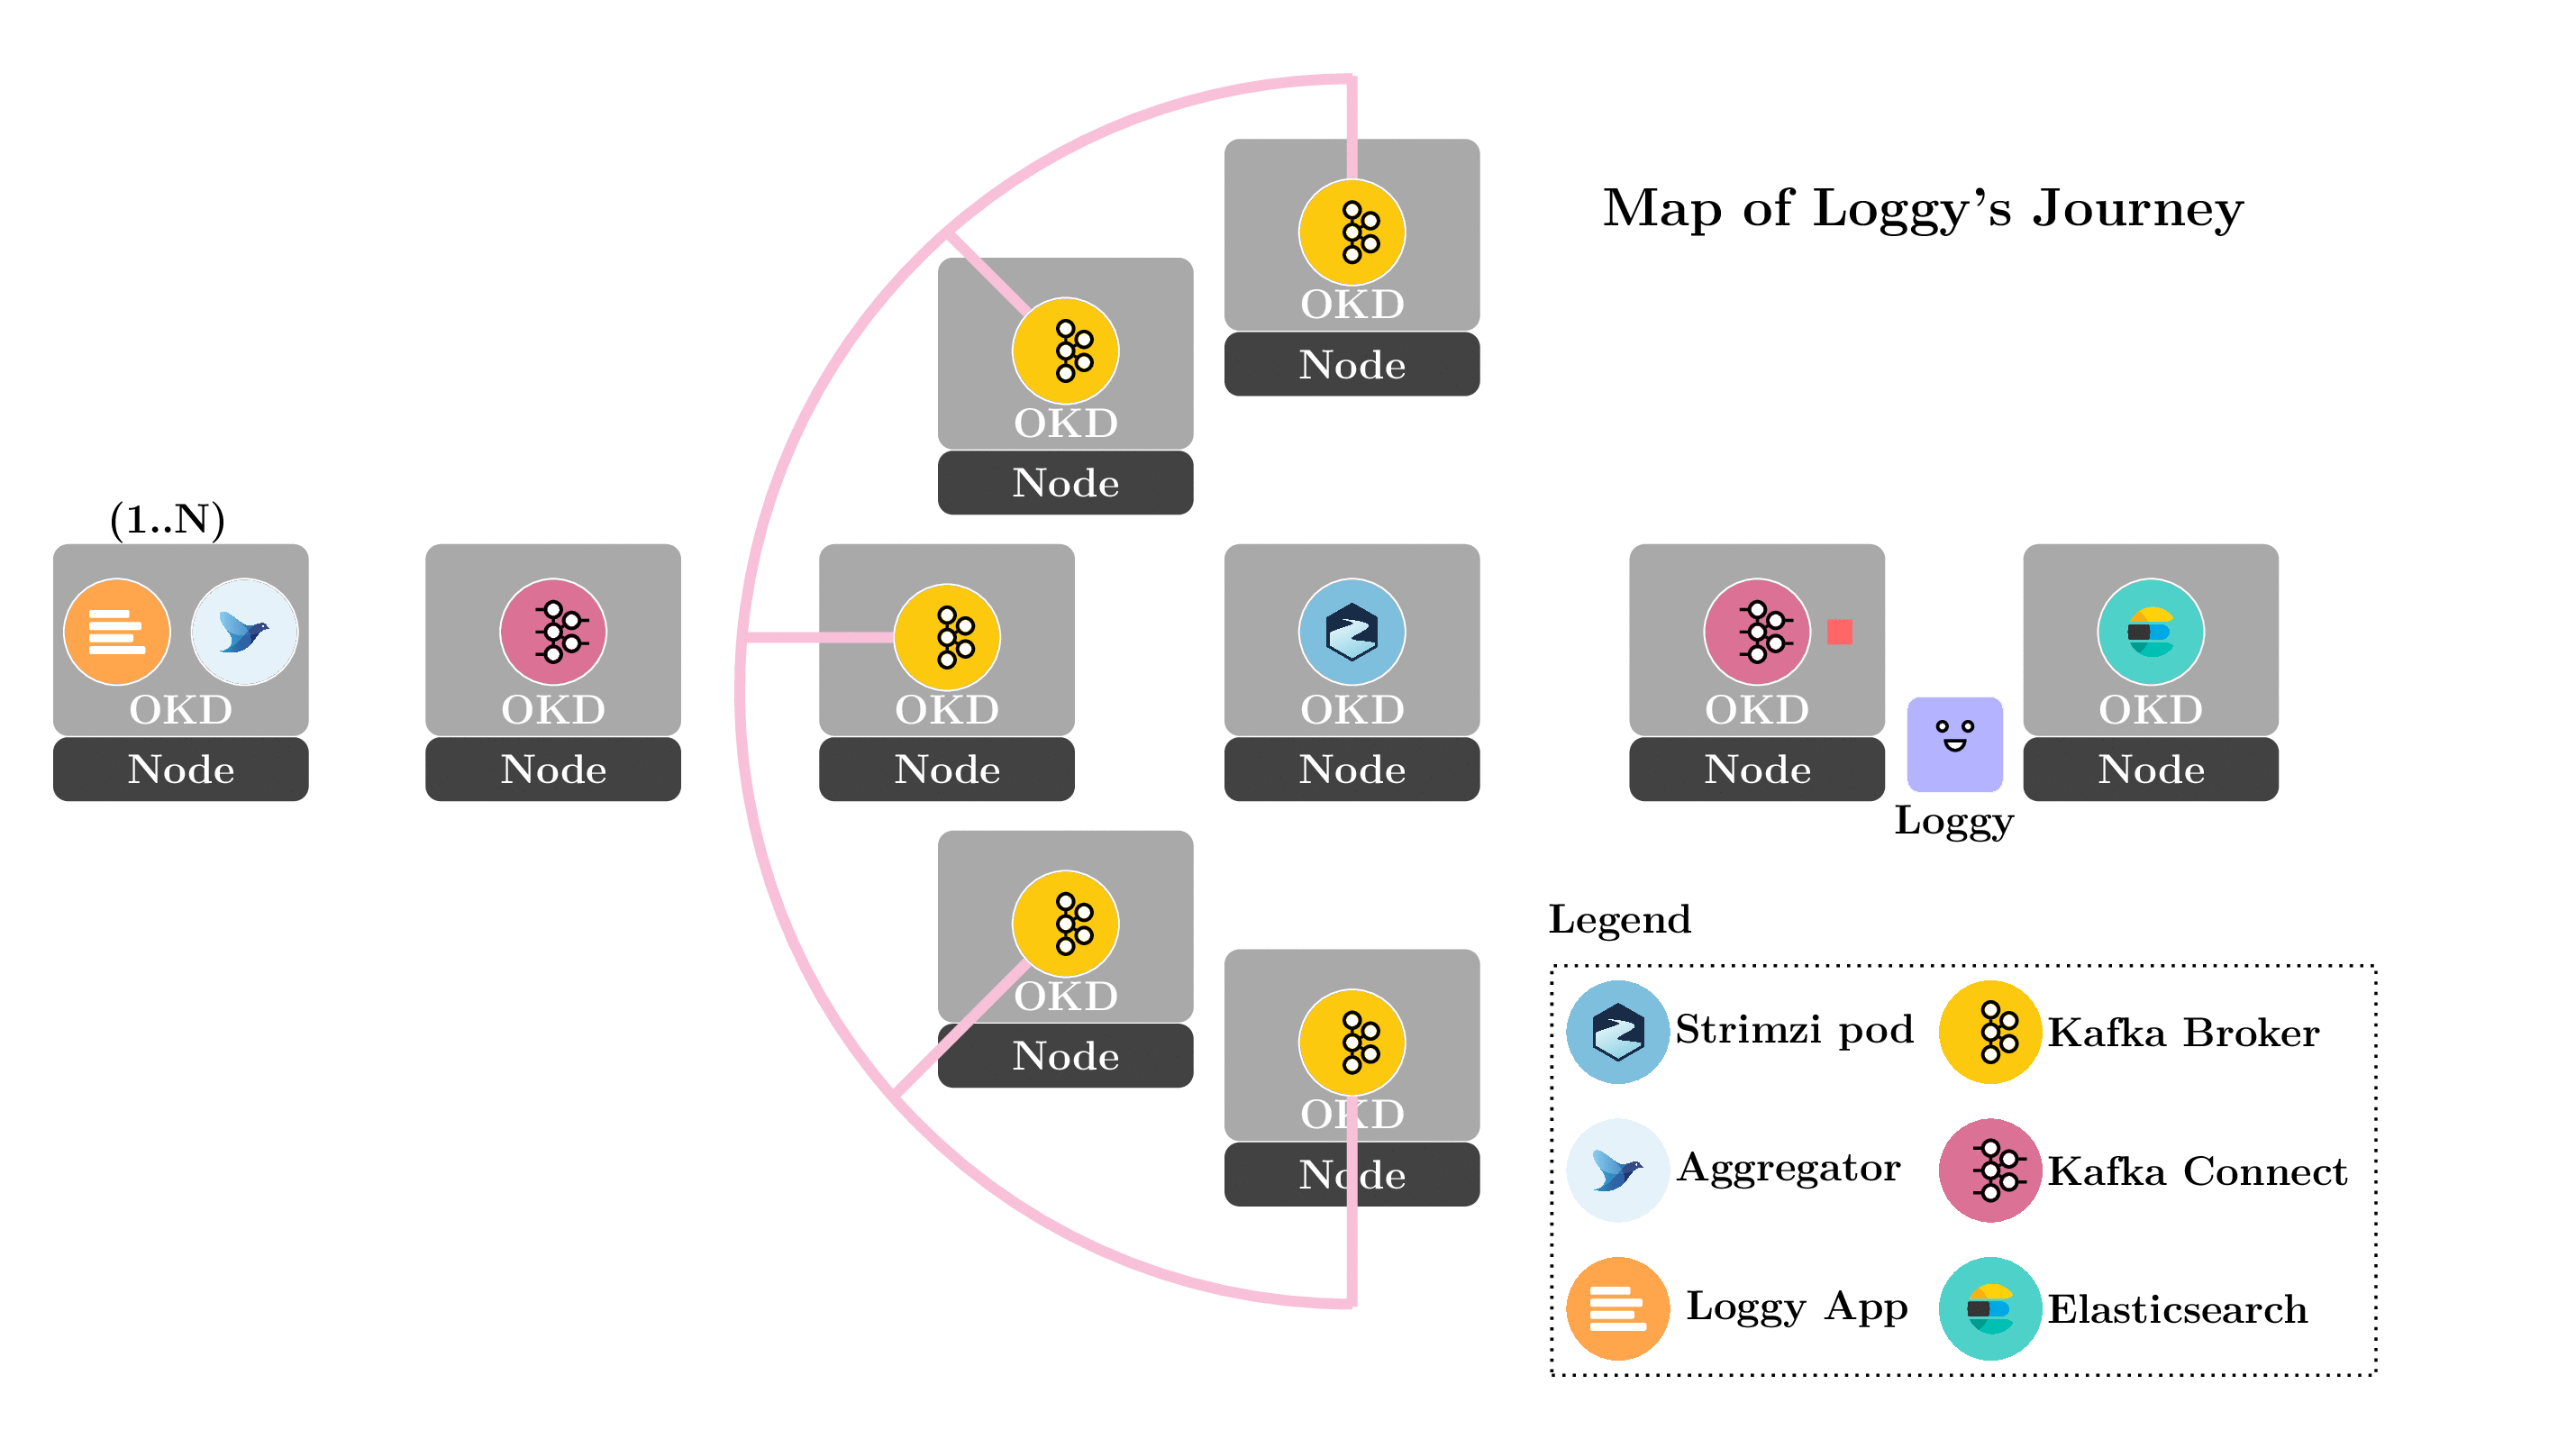 Map of Loggy's Journey
OKD
Node
OKD
Node
(1..N)
OKD
Node
OKD
Node
OKD
Node
OKD
Node
OKD
Node
OKD
Node
Loggy
OKD
Node
OKD
Node
Legend
Strimzi pod
Kafka Broker
Aggregator
Kafka Connect
Loggy App
Elasticsearch